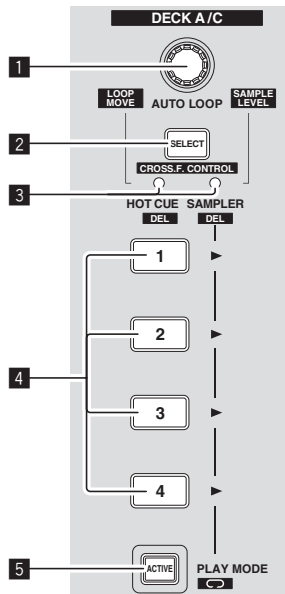 DECK A/C
1
LOOP MOVE
AUTO LOOP
SAMPLE LEVEL
2
SELECT
CROSS.F. CONTROL
3
HOT CUE SAMPLER
DEL DEL
1
2
4
3
4
5
ACTIVE
PLAY MODE